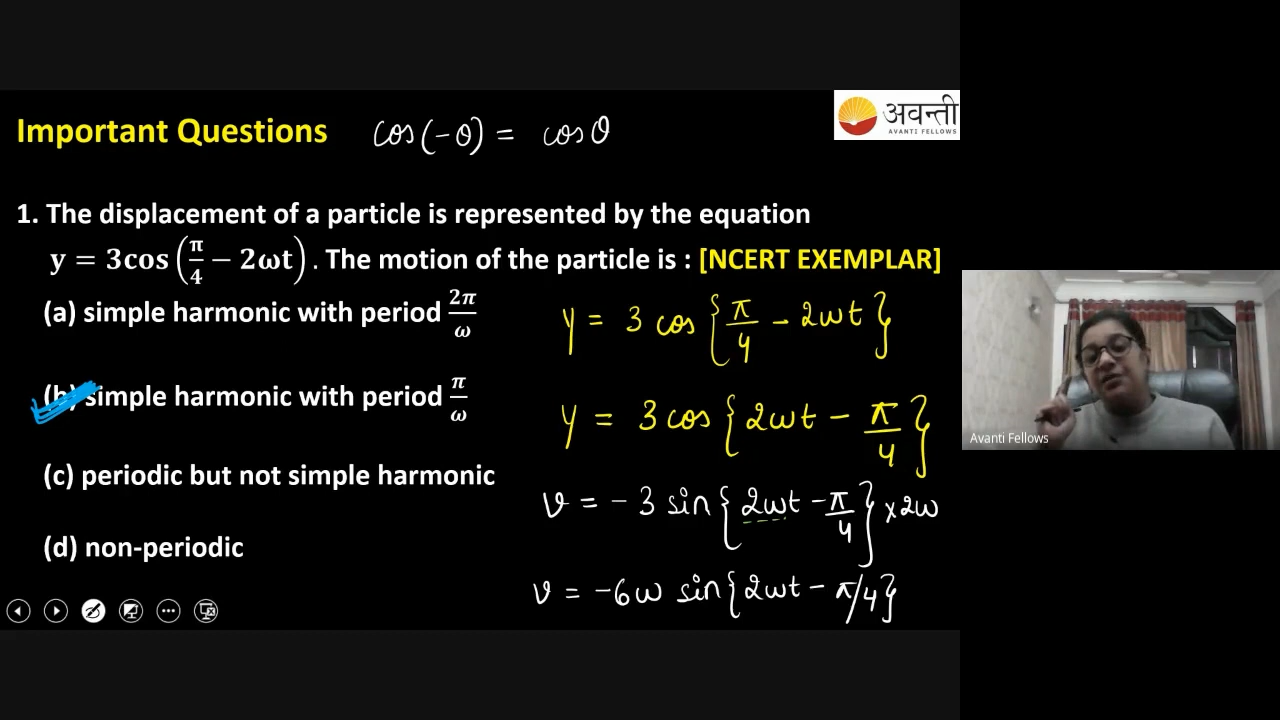 Important Questions cos(-θ) = cosθ
अवन्ती
AVANTI FELLOWS
1. The displacement of a particle is represented by the equation
y = 3cos(π/4 − 2ωt). The motion of the particle is : [NCERT EXEMPLAR]
(a) simple harmonic with period 2π/ω
(b) simple harmonic with period π/ω
(c) periodic but not simple harmonic
(d) non-periodic
y = 3 cos{π/4 - 2ωt}
y = 3 cos{2ωt - π/4}
v = -3 sin{2ωt - π/4} × 2ω
v = -6ω sin{2ωt - π/4}
Avanti Fellows